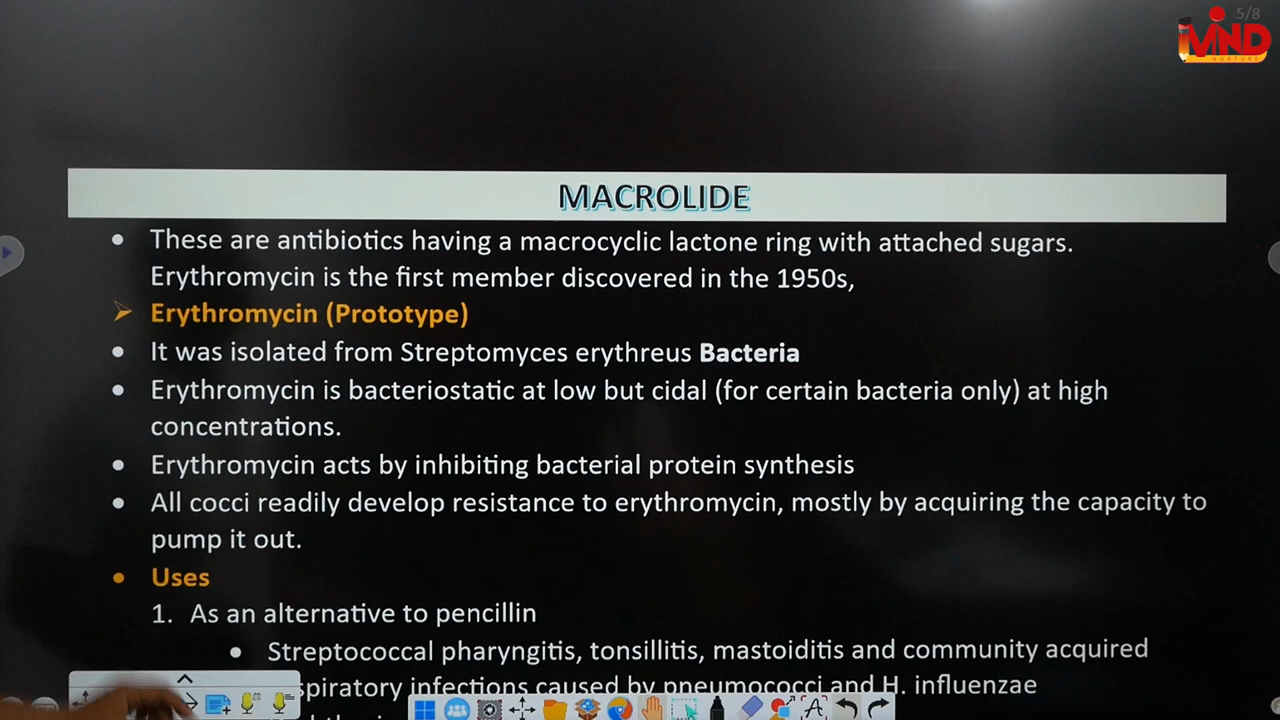 5/8
MIND
NURTURE
MACROLIDE
• These are antibiotics having a macrocyclic lactone ring with attached sugars.
Erythromycin is the first member discovered in the 1950s,
➢ Erythromycin (Prototype)
• It was isolated from Streptomyces erythreus Bacteria
• Erythromycin is bacteriostatic at low but cidal (for certain bacteria only) at high
concentrations.
• Erythromycin acts by inhibiting bacterial protein synthesis
• All cocci readily develop resistance to erythromycin, mostly by acquiring the capacity to
pump it out.
• Uses
1. As an alternative to pencillin
• Streptococcal pharyngitis, tonsillitis, mastoiditis and community acquired
spiratory infections caused by pneumococci and H. influenzae